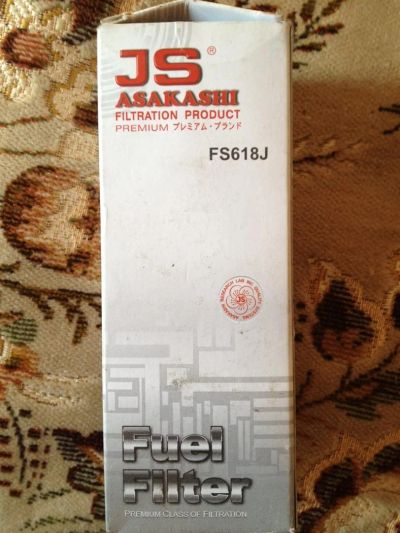 JS®
ASAKASHI
FILTRATION PRODUCT
PREMIUM プレミアム・ブランド
FS618J
JS
Fuel
Filter
PREMIUM CLASS OF FILTRATION